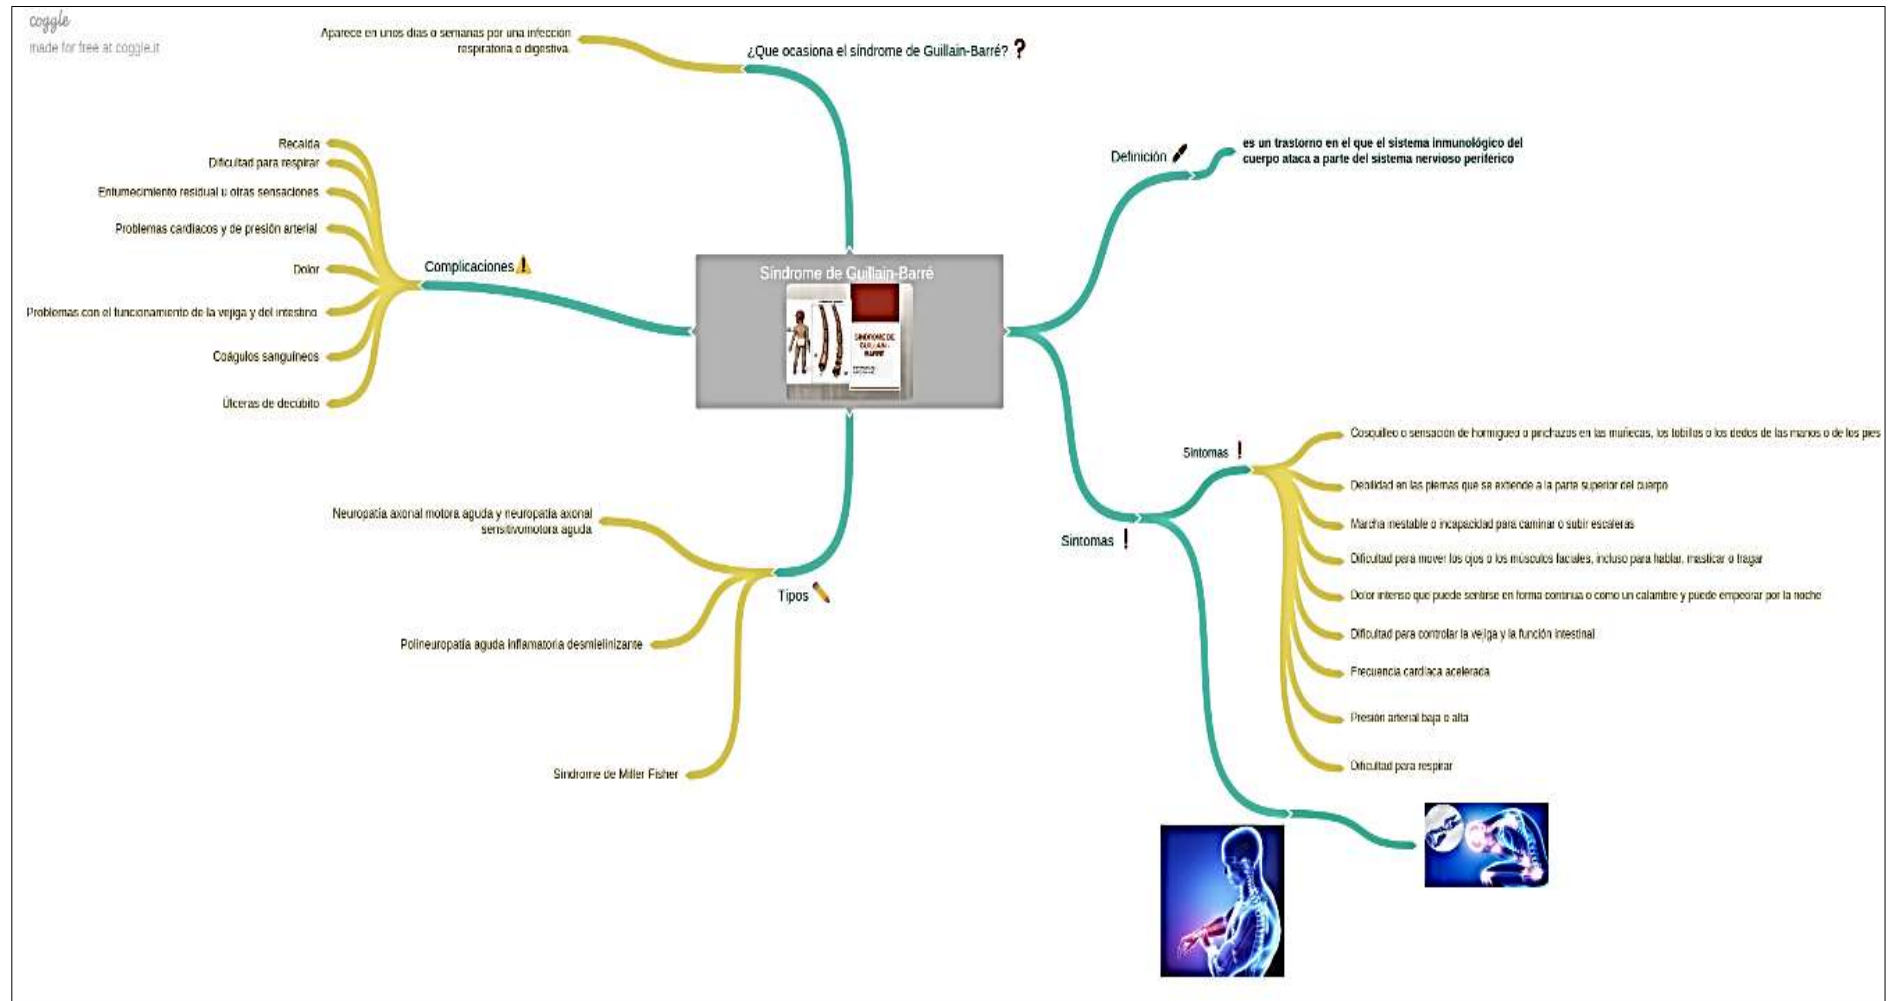 coggle
made for free at coggle.it
Aparece en unos días o semanas por una infección
respiratoria o digestiva.
¿Que ocasiona el síndrome de Guillain-Barré? ❓
Recaída
Dificultad para respirar
Entumecimiento residual u otras sensaciones
Problemas cardíacos y de presión arterial
Dolor
Problemas con el funcionamiento de la vejiga y del intestino
Coágulos sanguíneos
Úlceras de decúbito
Complicaciones⚠
Síndrome de Guillain-Barré
SÍNDROME DE
GUILLAIN -
BARRÉ
Definición
es un trastorno en el que el sistema inmunológico del
cuerpo ataca a parte del sistema nervioso periférico
Neuropatía axonal motora aguda y neuropatía axonal
sensitivomotora aguda
Polineuropatía aguda inflamatoria desmielinizante
Síndrome de Miller Fisher
Tipos
Síntomas ❗
Síntomas ❗
Cosquilleo o sensación de hormigueo o pinchazos en las muñecas, los tobillos o los dedos de las manos o de los pies
Debilidad en las piernas que se extiende a la parte superior del cuerpo
Marcha inestable o incapacidad para caminar o subir escaleras
Dificultad para mover los ojos o los músculos faciales, incluso para hablar, masticar o tragar
Dolor intenso que puede sentirse en forma continua o como un calambre y puede empeorar por la noche
Dificultad para controlar la vejiga y la función intestinal
Frecuencia cardíaca acelerada
Presión arterial baja o alta
Dificultad para respirar